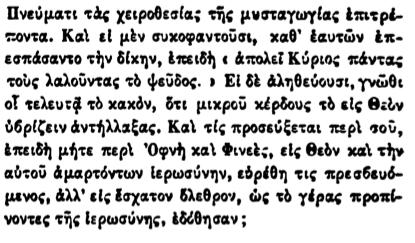 Πνεύματι τὰς χειροθεσίας τῆς μυσταγωγίας ἐπιτρέ-
ποντα. Καὶ εἰ μὲν συκοφαντοῦσι, καθ' ἑαυτῶν ἐπ-
εσπάσαντο τὴν δίκην, ἐπειδὴ ‹ ἀπολεῖ Κύριος πάντας
τοὺς λαλοῦντας τὸ ψεῦδος. › Εἰ δὲ ἀληθεύουσι, γνῶθι
οἷ τελευτᾷ τὸ κακὸν, ὅτι μικροῦ κέρδους τὸ εἰς Θεὸν
ὑβρίζειν ἀντήλλαξας. Καὶ τίς προσεύξεται περὶ σοῦ,
ἐπειδὴ μήτε περὶ Ὀφνὴ καὶ Φινεὲς, εἰς Θεὸν καὶ τὴν
αὐτοῦ ἁμαρτόντων ἱερωσύνην, εὑρέθη τις πρεσβευό-
μενος, ἀλλ' εἰς ἔσχατον ὄλεθρον, ὡς τὸ γέρας προπί-
νοντες τῆς ἱερωσύνης, ἐδόθησαν;